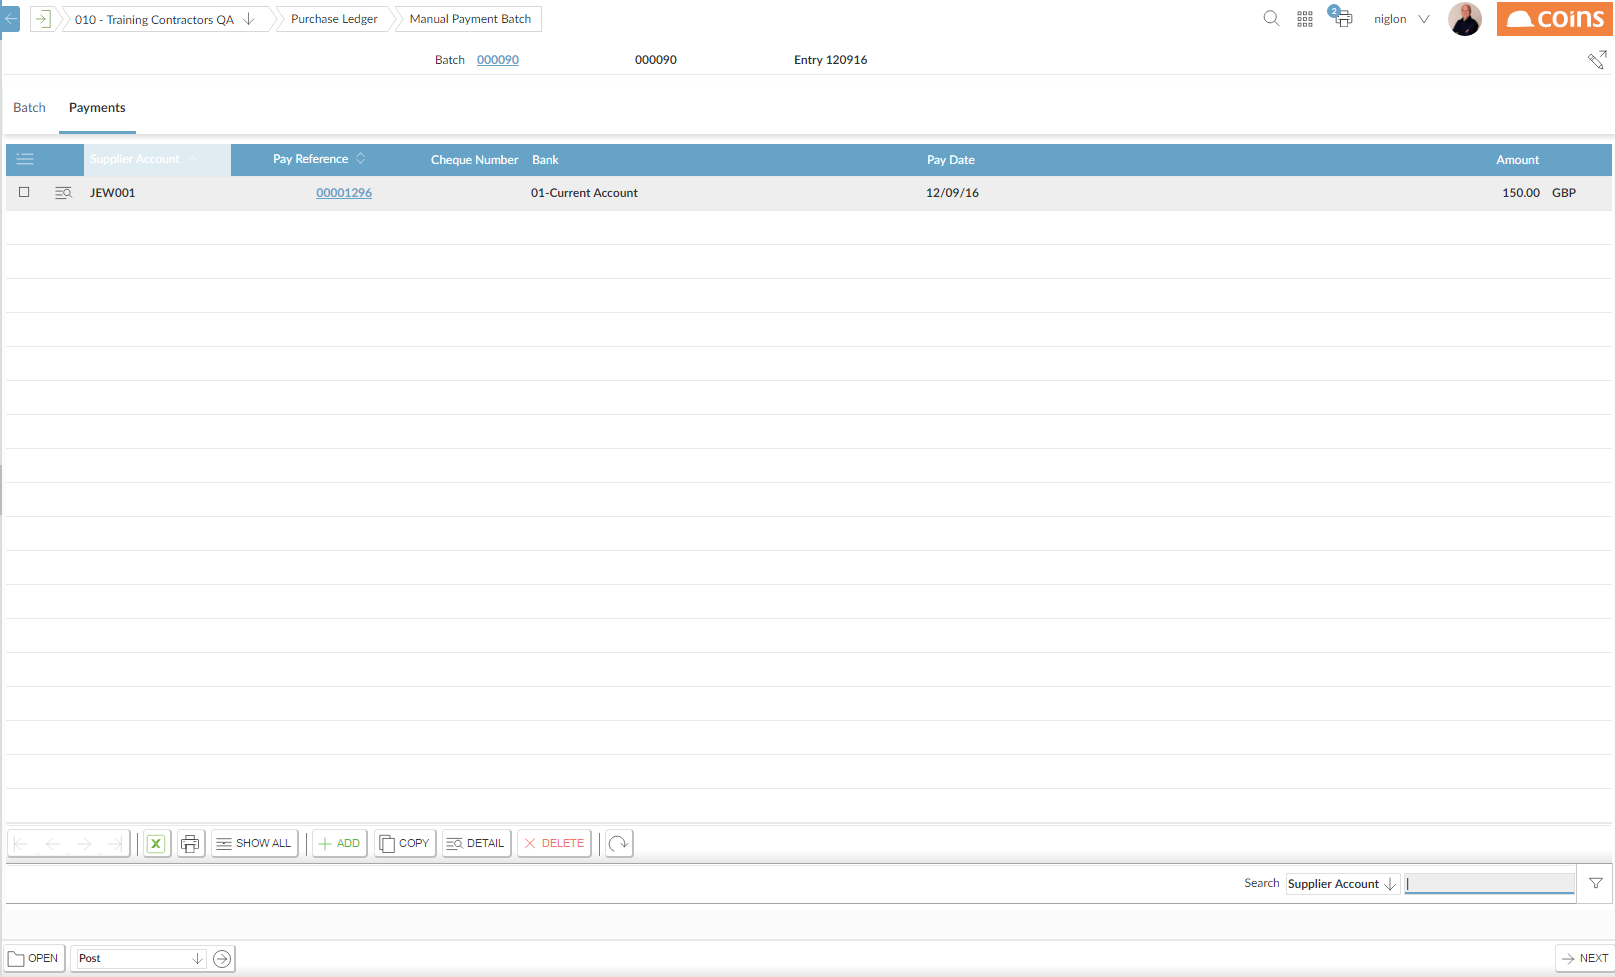 010 - Training Contractors QA Purchase Ledger Manual Payment Batch 2 niglon coins
Batch 000090 000090 Entry 120916
Batch Payments
Supplier Account Pay Reference Cheque Number Bank Pay Date Amount
JEW001 00001296 01-Current Account 12/09/16 150.00 GBP
X SHOW ALL ADD COPY DETAIL DELETE
Search Supplier Account
OPEN Post NEXT